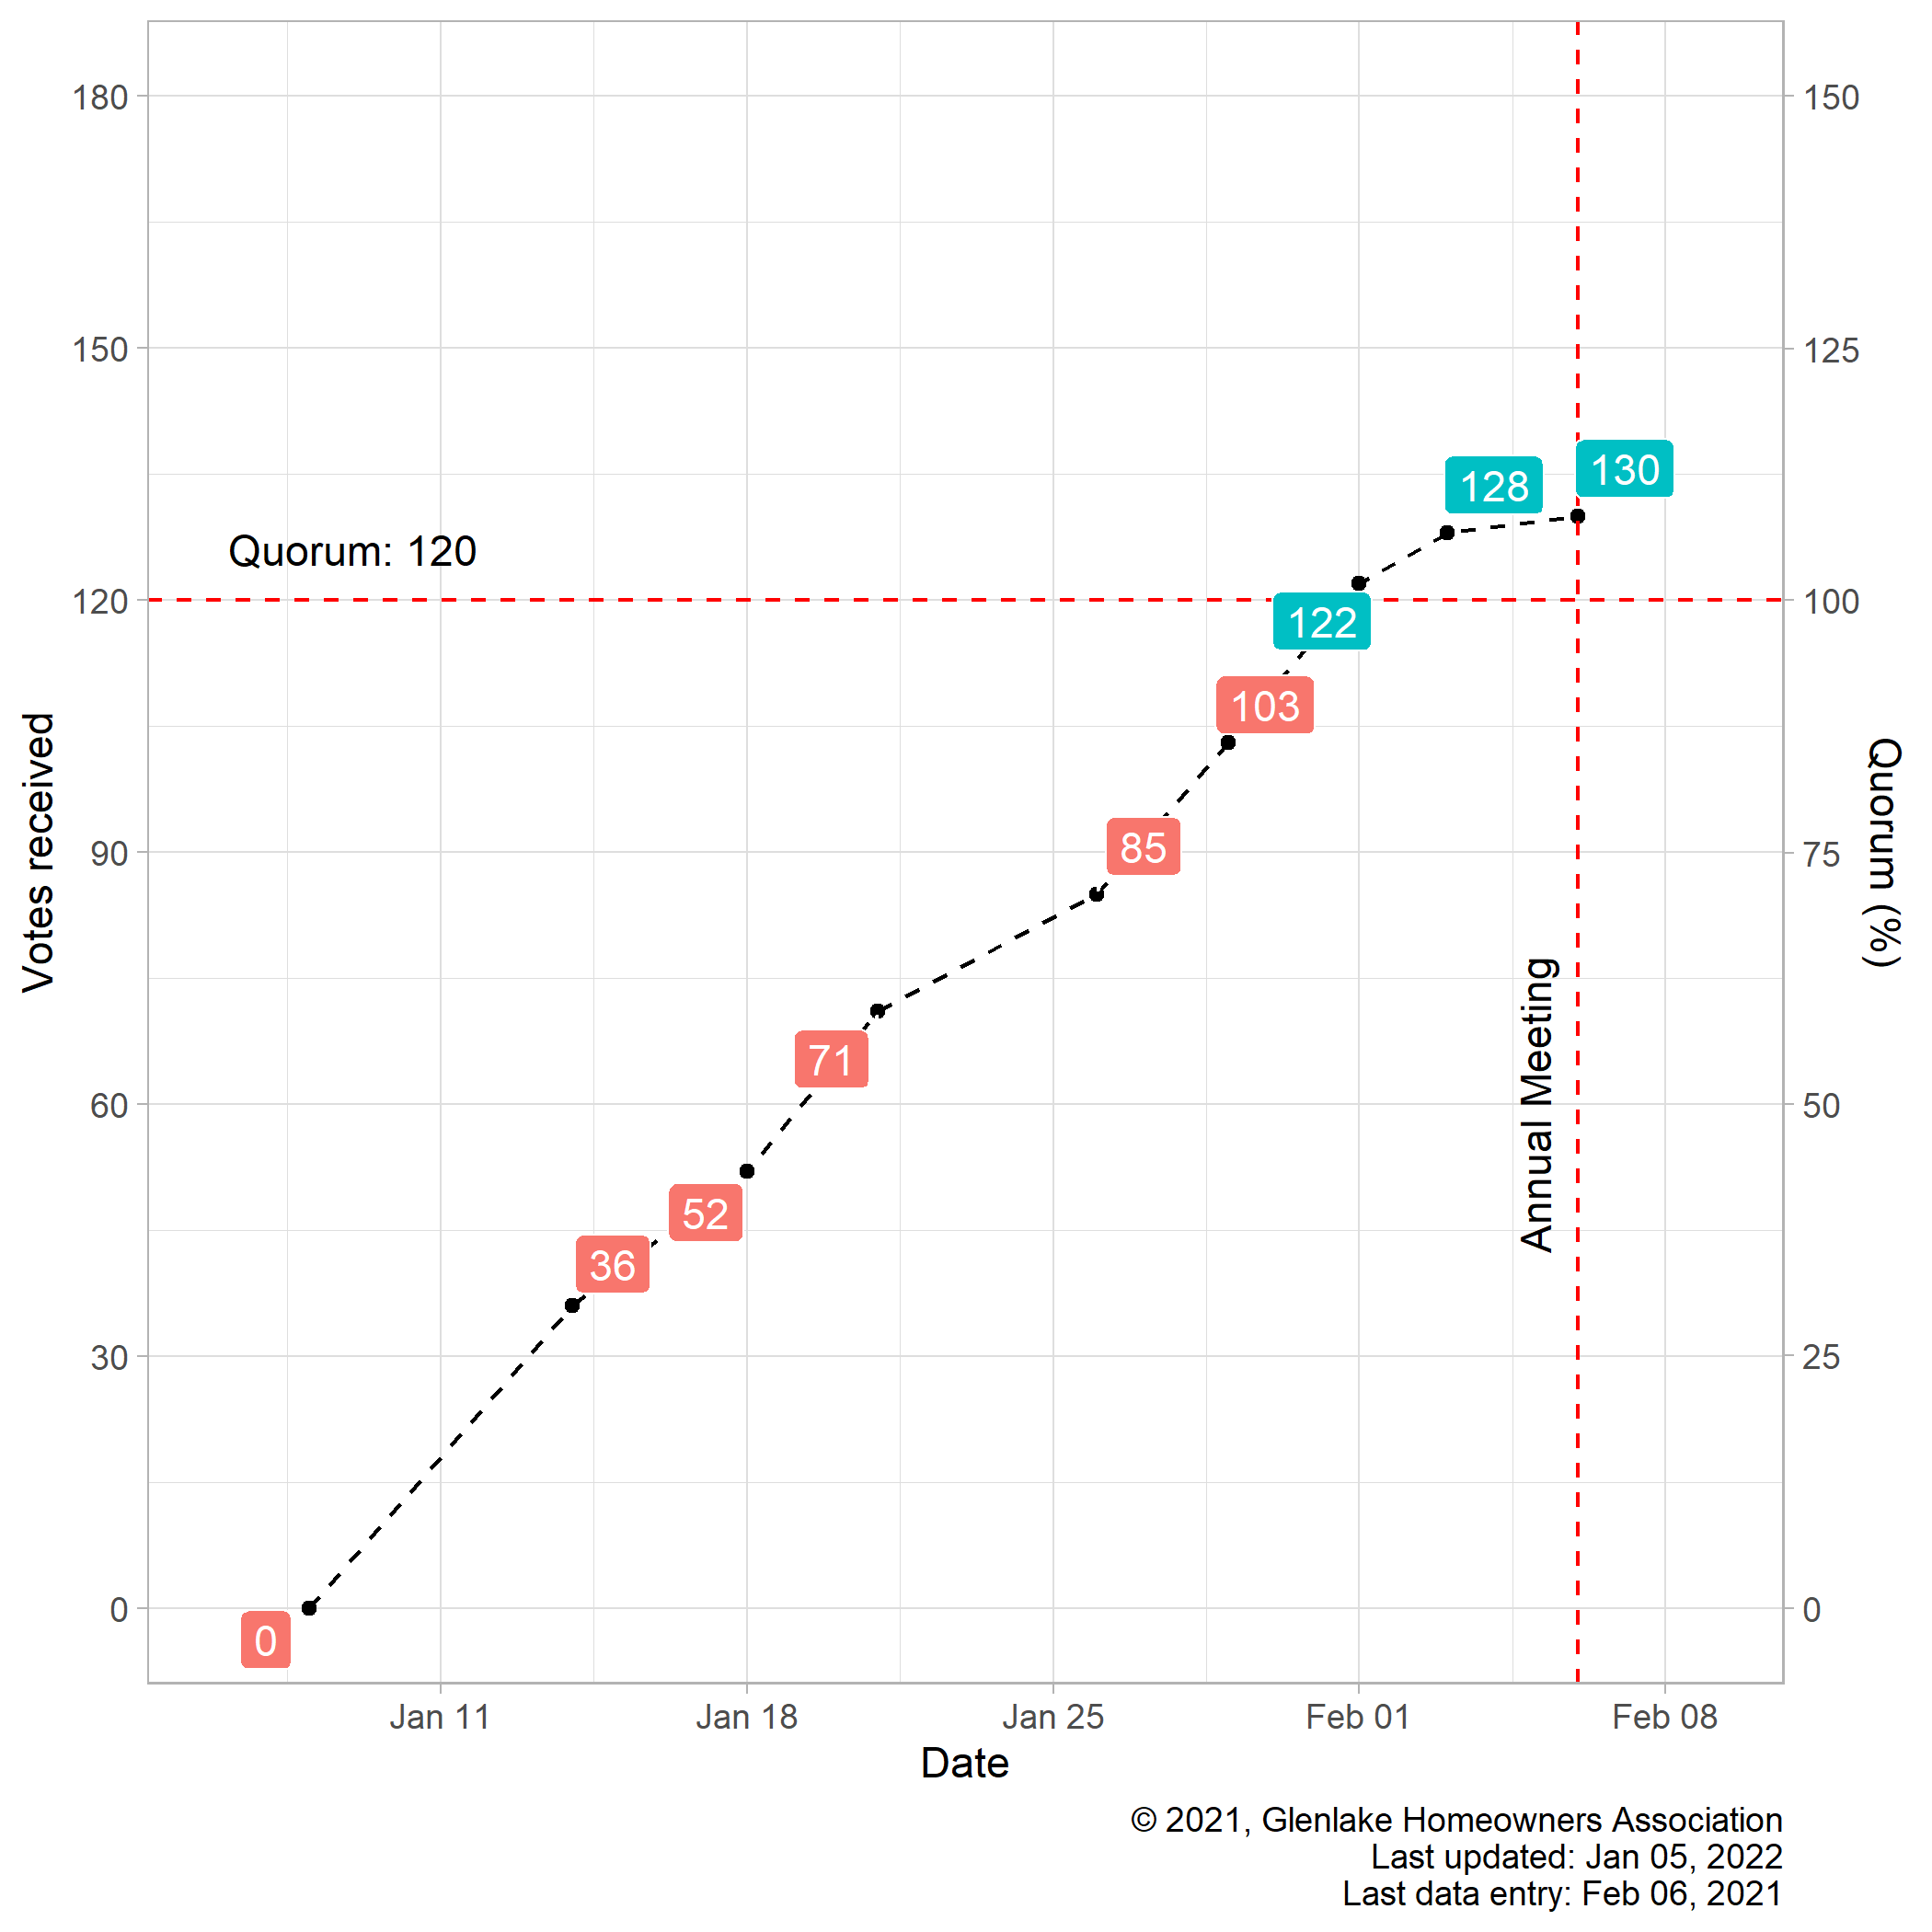 180
150
120
90
60
30
0
Votes received
150
125
100
75
50
25
0
Quorum (%)
Quorum: 120
Annual Meeting
0
36
52
71
85
103
122
128
130
Jan 11
Jan 18
Jan 25
Feb 01
Feb 08
Date
© 2021, Glenlake Homeowners Association
Last updated: Jan 05, 2022
Last data entry: Feb 06, 2021